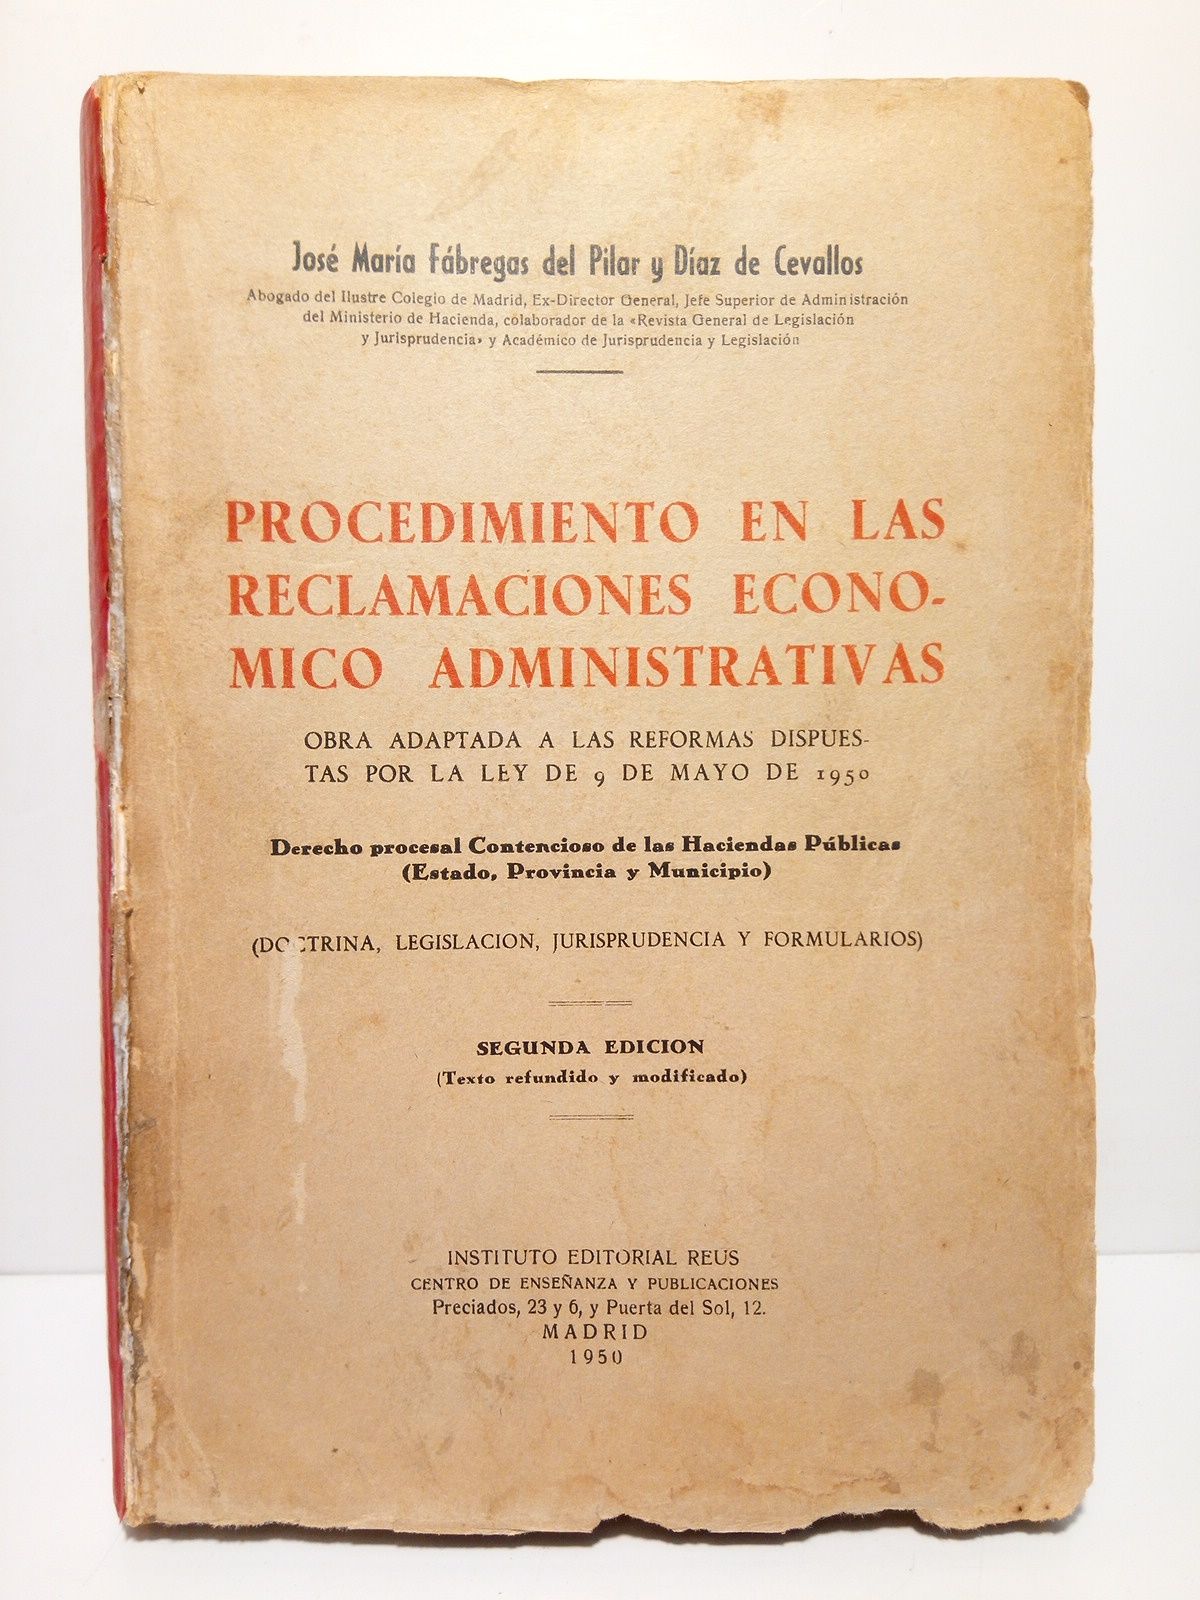 José María Fábregas del Pilar y Díaz de Cevallos
Abogado del Ilustre Colegio de Madrid, Ex-Director General, Jefe Superior de Administración
del Ministerio de Hacienda, colaborador de la «Revista General de Legislación
y Jurisprudencia» y Académico de Jurisprudencia y Legislación
PROCEDIMIENTO EN LAS
RECLAMACIONES ECONO-
MICO ADMINISTRATIVAS
OBRA ADAPTADA A LAS REFORMAS DISPUES-
TAS POR LA LEY DE 9 DE MAYO DE 1950
Derecho procesal Contencioso de las Haciendas Públicas
(Estado, Provincia y Municipio)
(DOCTRINA, LEGISLACION, JURISPRUDENCIA Y FORMULARIOS)
SEGUNDA EDICION
(Texto refundido y modificado)
INSTITUTO EDITORIAL REUS
CENTRO DE ENSEÑANZA Y PUBLICACIONES
Preciados, 23 y 6, y Puerta del Sol, 12.
MADRID
1950